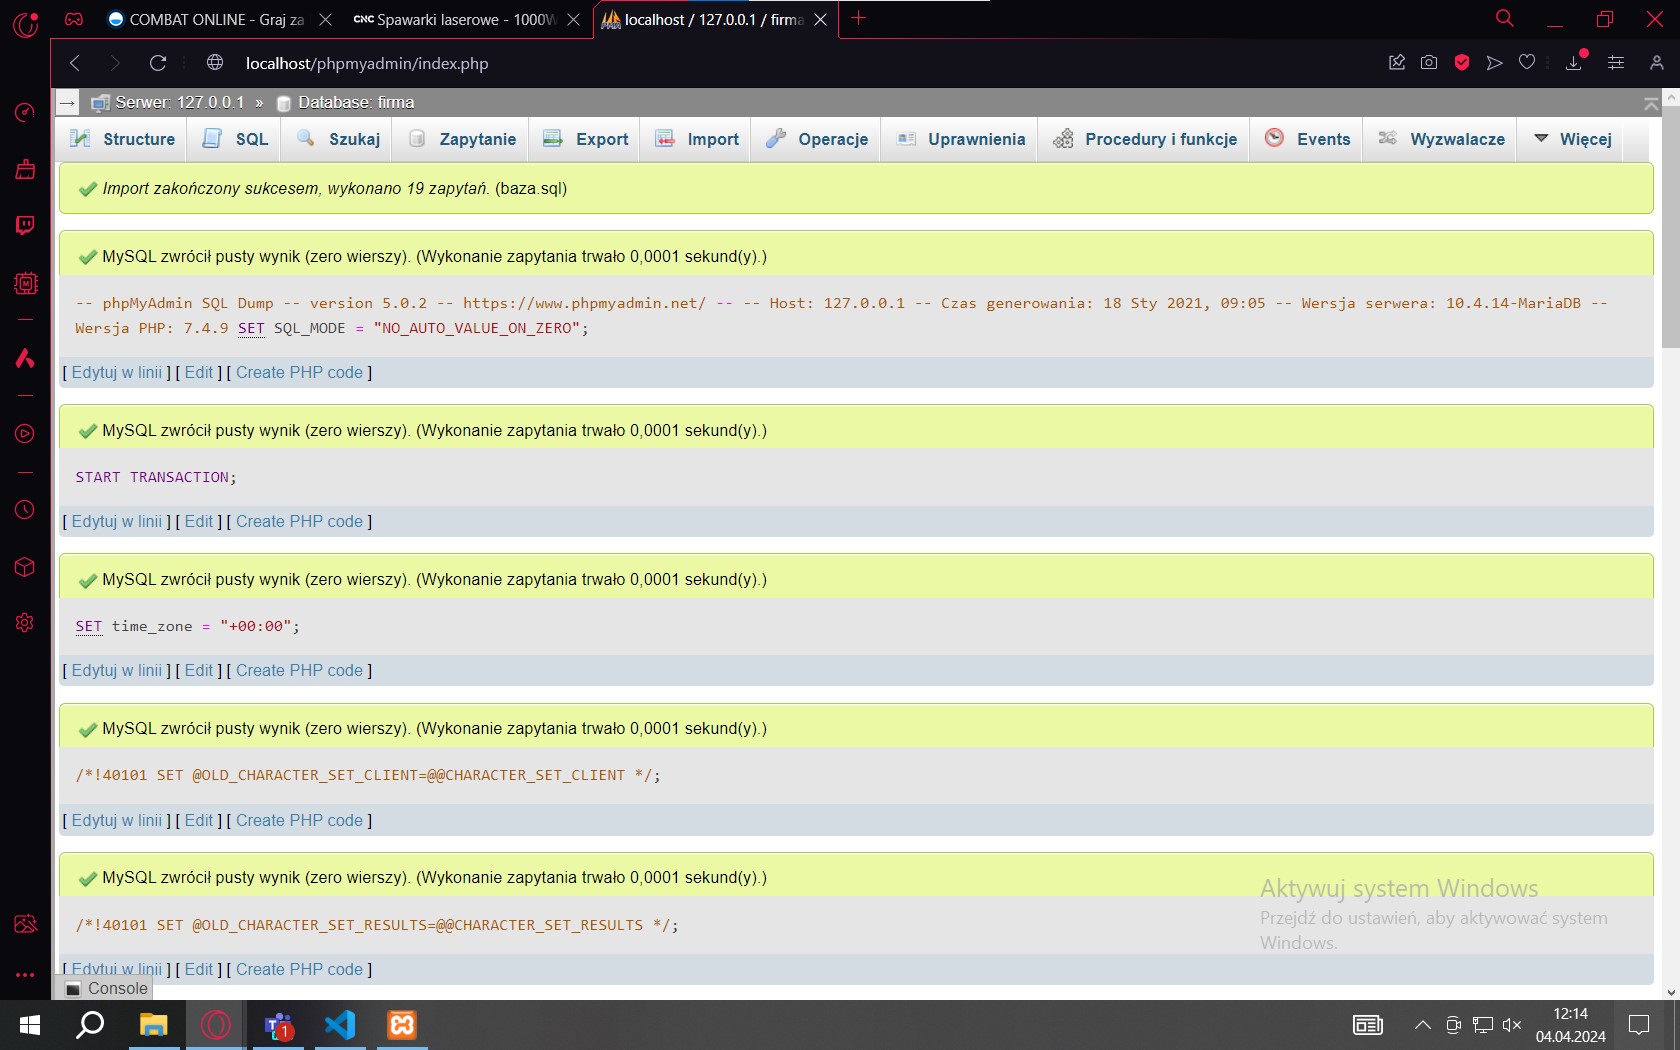 COMBAT ONLINE - Graj za
CNC Spawarki laserowe - 1000W
localhost / 127.0.0.1 / firma
localhost/phpmyadmin/index.php
Serwer: 127.0.0.1 » Database: firma
Structure SQL Szukaj Zapytanie Export Import Operacje Uprawnienia Procedury i funkcje Events Wyzwalacze Więcej
Import zakończony sukcesem, wykonano 19 zapytań. (baza.sql)
MySQL zwrócił pusty wynik (zero wierszy). (Wykonanie zapytania trwało 0,0001 sekund(y).)
-- phpMyAdmin SQL Dump -- version 5.0.2 -- https://www.phpmyadmin.net/ -- -- Host: 127.0.0.1 -- Czas generowania: 18 Sty 2021, 09:05 -- Wersja serwera: 10.4.14-MariaDB --
Wersja PHP: 7.4.9 SET SQL_MODE = "NO_AUTO_VALUE_ON_ZERO";
[ Edytuj w linii ] [ Edit ] [ Create PHP code ]
MySQL zwrócił pusty wynik (zero wierszy). (Wykonanie zapytania trwało 0,0001 sekund(y).)
START TRANSACTION;
[ Edytuj w linii ] [ Edit ] [ Create PHP code ]
MySQL zwrócił pusty wynik (zero wierszy). (Wykonanie zapytania trwało 0,0001 sekund(y).)
SET time_zone = "+00:00";
[ Edytuj w linii ] [ Edit ] [ Create PHP code ]
MySQL zwrócił pusty wynik (zero wierszy). (Wykonanie zapytania trwało 0,0001 sekund(y).)
/*!40101 SET @OLD_CHARACTER_SET_CLIENT=@@CHARACTER_SET_CLIENT */;
[ Edytuj w linii ] [ Edit ] [ Create PHP code ]
MySQL zwrócił pusty wynik (zero wierszy). (Wykonanie zapytania trwało 0,0001 sekund(y).)
/*!40101 SET @OLD_CHARACTER_SET_RESULTS=@@CHARACTER_SET_RESULTS */;
[ Edytuj w linii ] [ Edit ] [ Create PHP code ]
Aktywuj system Windows
Przejdź do ustawień, aby aktywować system
Windows.
Console
1
12:14
04.04.2024